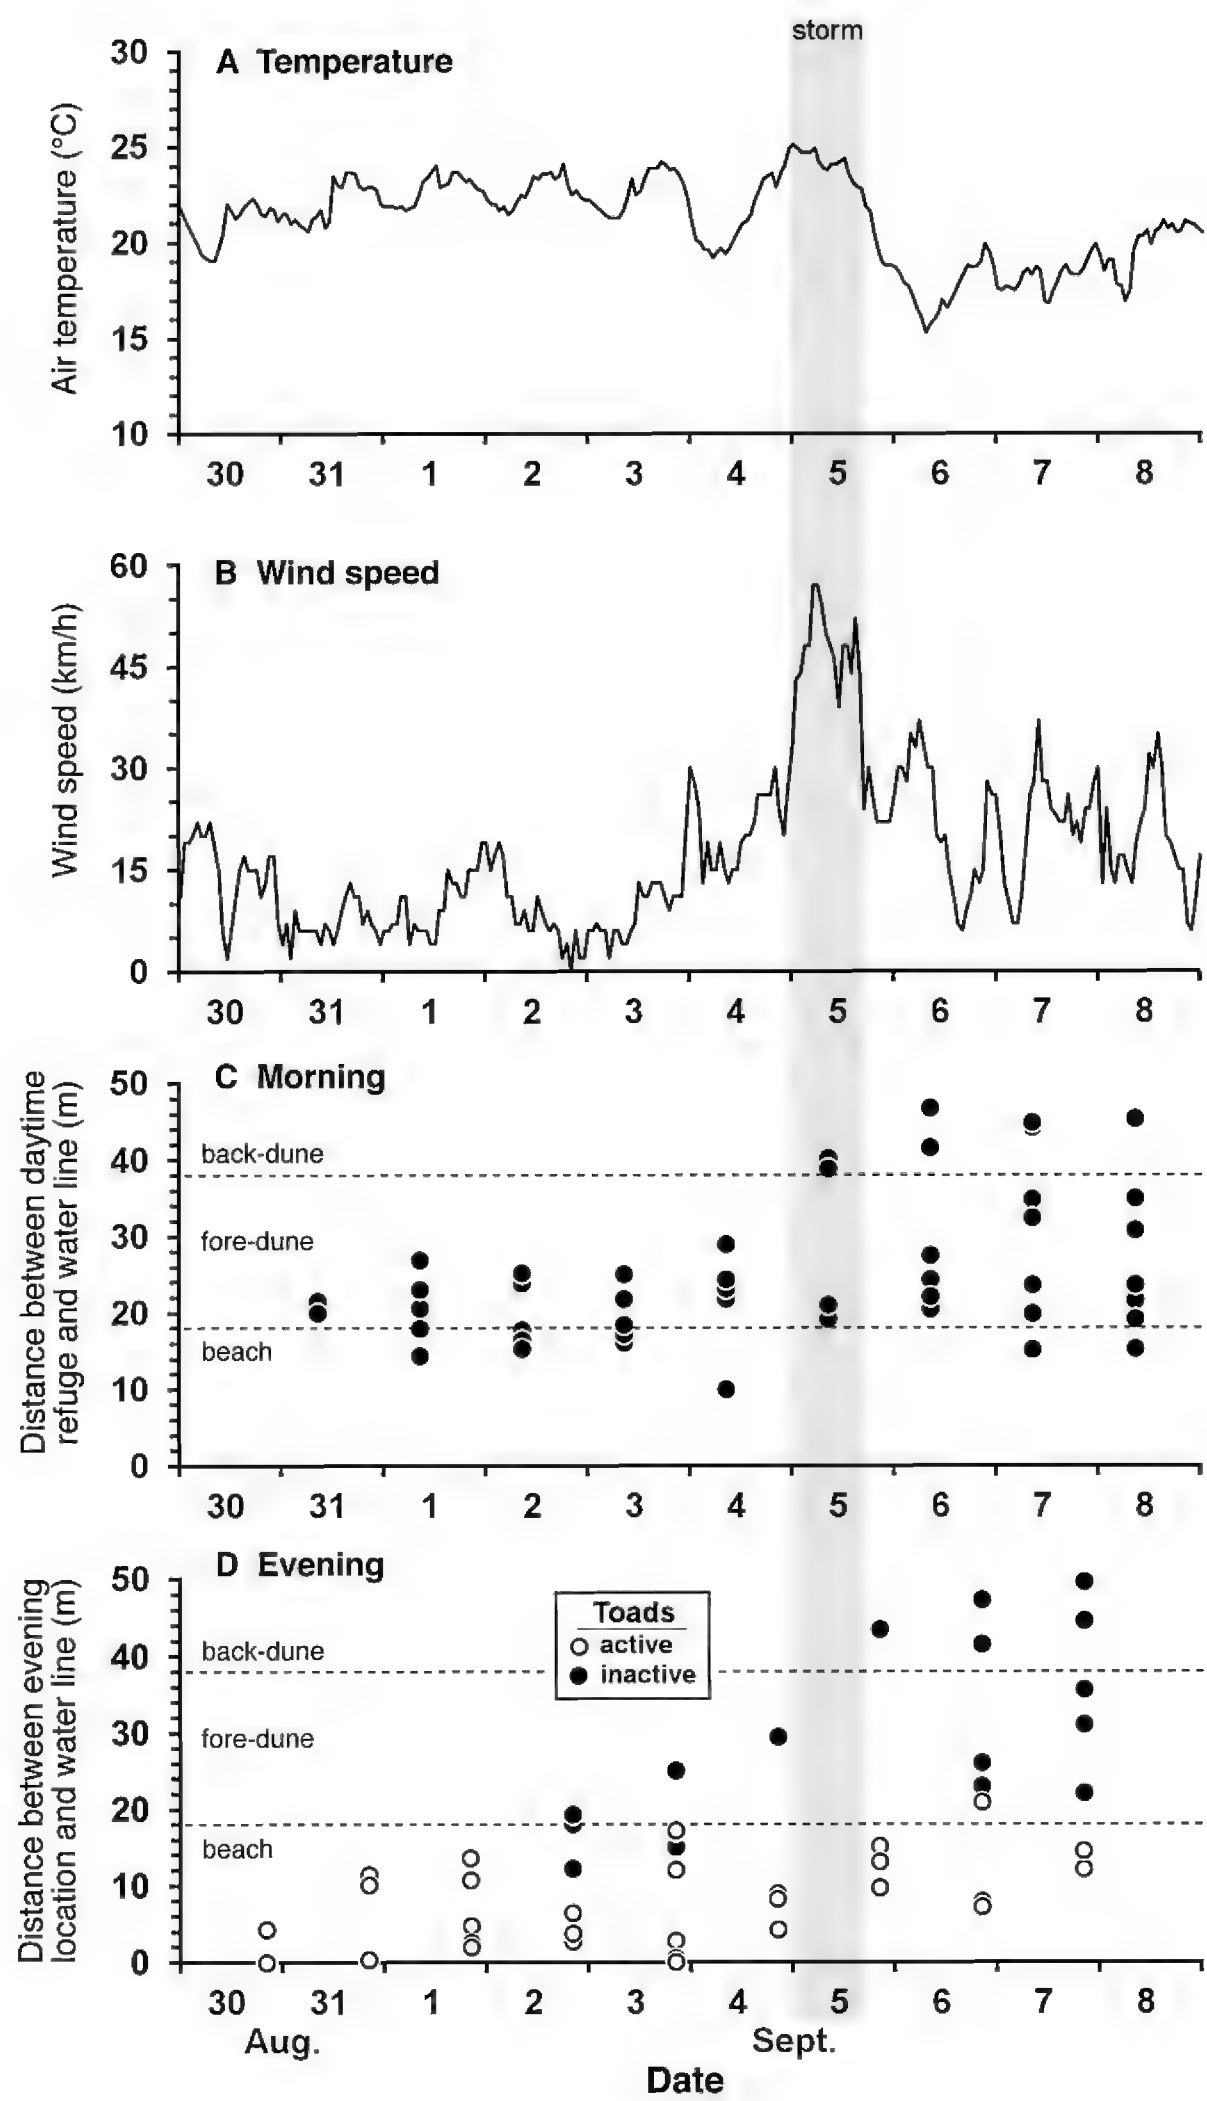 storm
A Temperature
Air temperature (°C)
30
25
20
15
10
30 31 1 2 3 4 5 6 7 8
B Wind speed
Wind speed (km/h)
60
45
30
15
0
30 31 1 2 3 4 5 6 7 8
C Morning
Distance between daytime
refuge and water line (m)
50
40
30
20
10
0
back-dune
fore-dune
beach
30 31 1 2 3 4 5 6 7 8
D Evening
Distance between evening
location and water line (m)
50
40
30
20
10
0
back-dune
fore-dune
beach
Toads
active
inactive
30 31 1 2 3 4 5 6 7 8
Aug. Sept.
Date